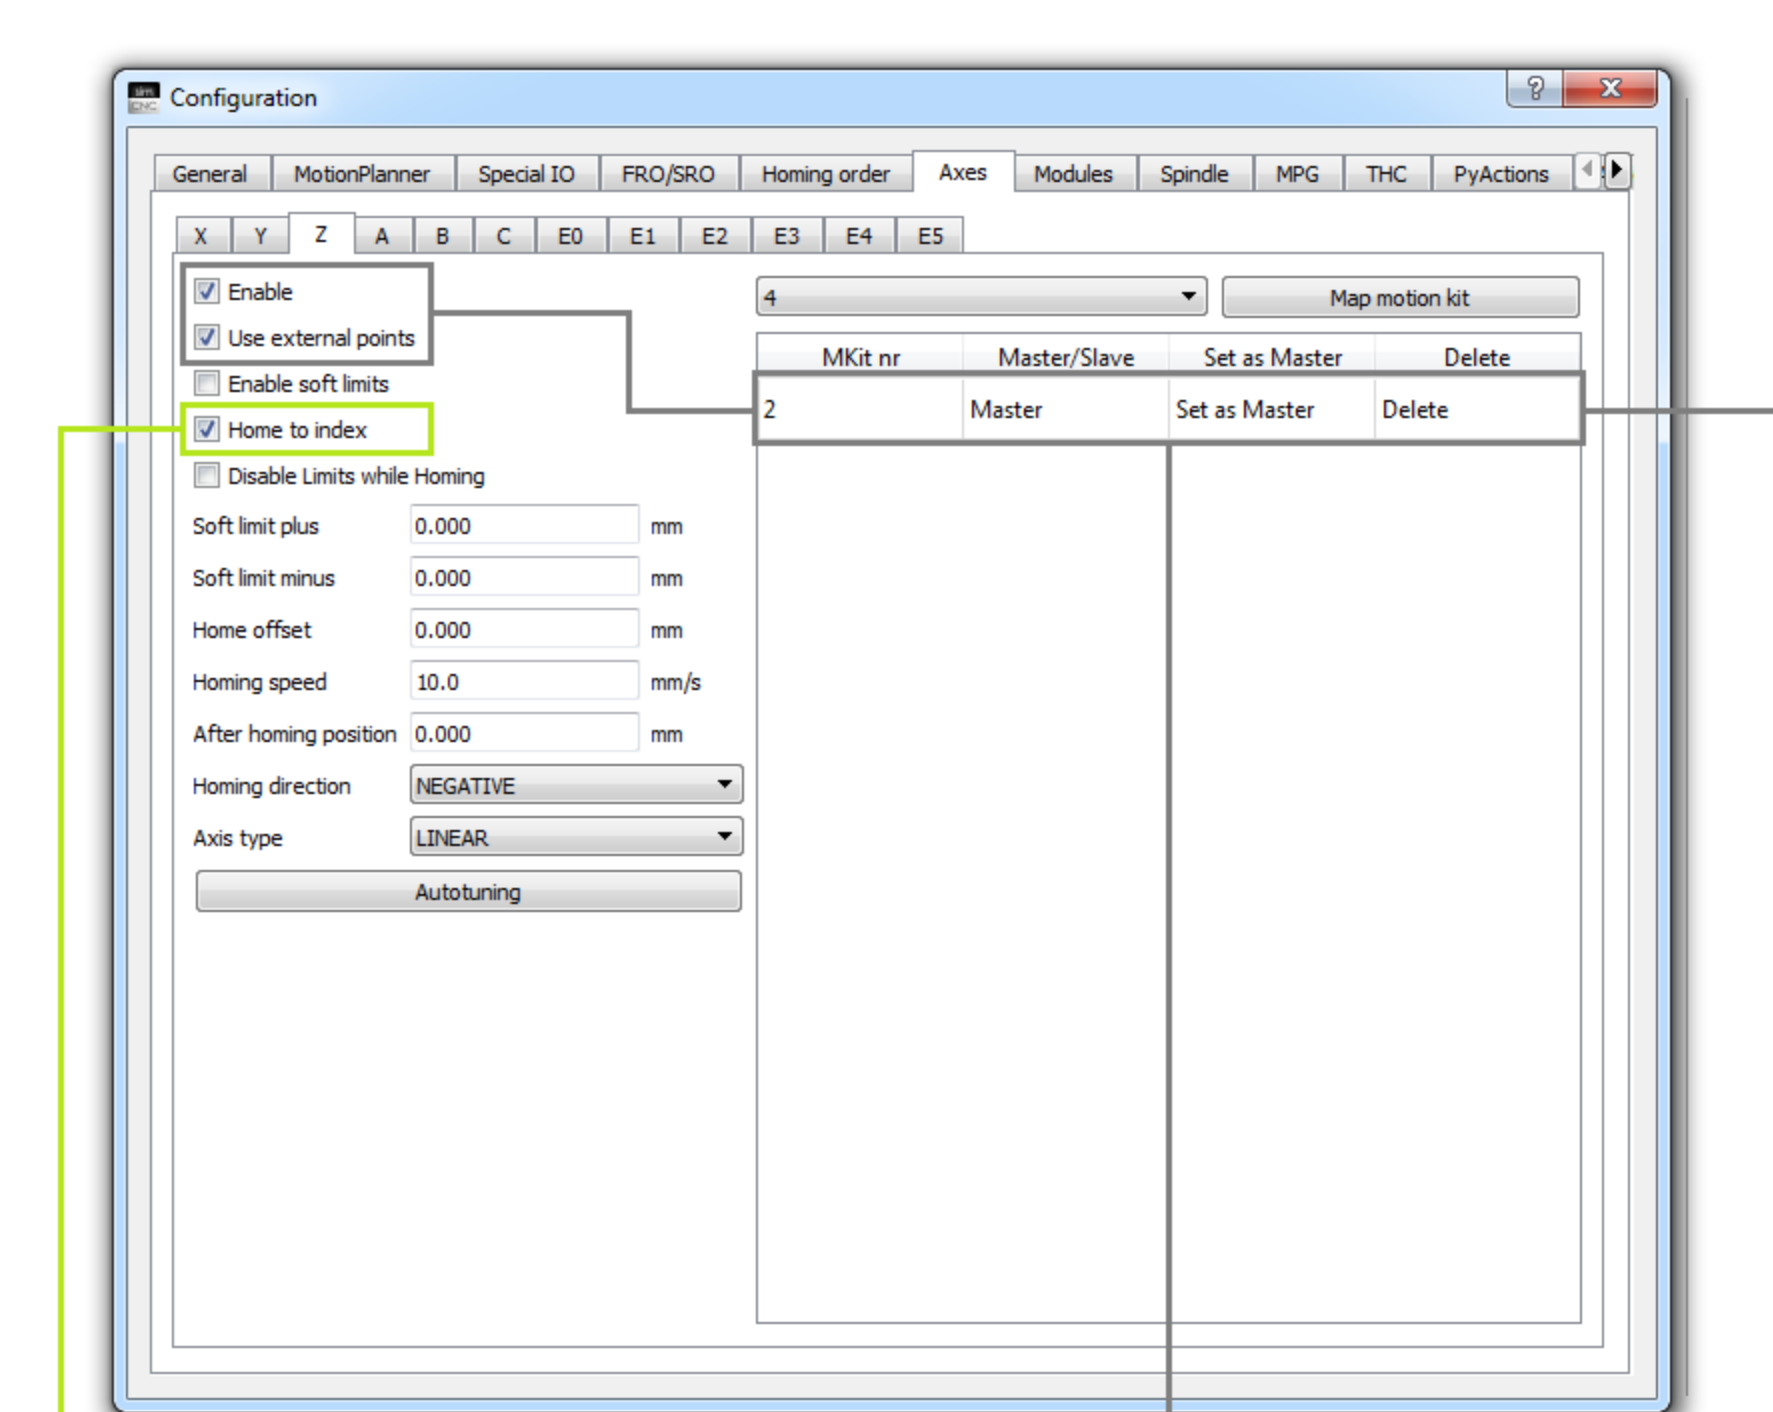 sim
CNC
Configuration
General MotionPlanner Special IO FRO/SRO Homing order Axes Modules Spindle MPG THC PyActions
X Y Z A B C E0 E1 E2 E3 E4 E5
Enable
Use external points
Enable soft limits
Home to index
Disable Limits while Homing
Soft limit plus 0.000 mm
Soft limit minus 0.000 mm
Home offset 0.000 mm
Homing speed 10.0 mm/s
After homing position 0.000 mm
Homing direction NEGATIVE
Axis type LINEAR
Autotuning
4 Map motion kit
MKit nr Master/Slave Set as Master Delete
2 Master Set as Master Delete